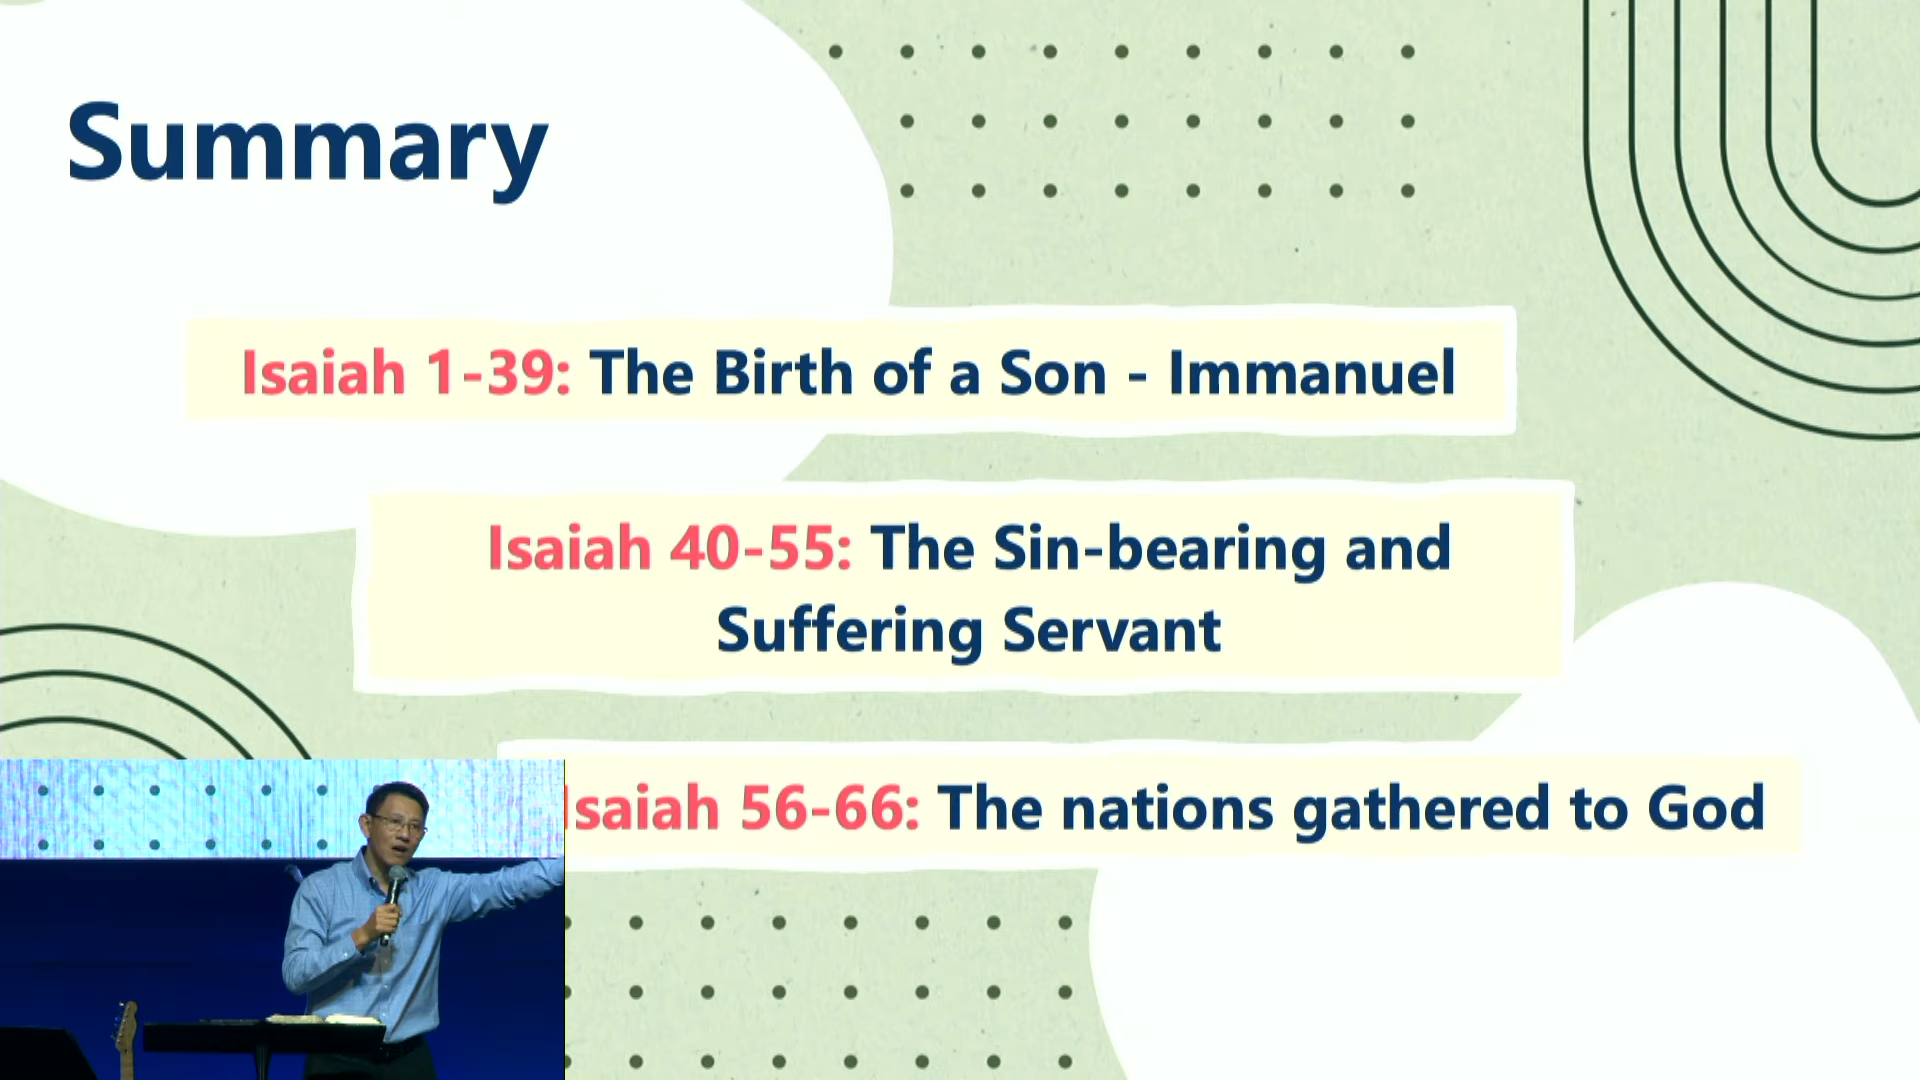 Summary
Isaiah 1-39: The Birth of a Son - Immanuel
Isaiah 40-55: The Sin-bearing and
Suffering Servant
Isaiah 56-66: The nations gathered to God